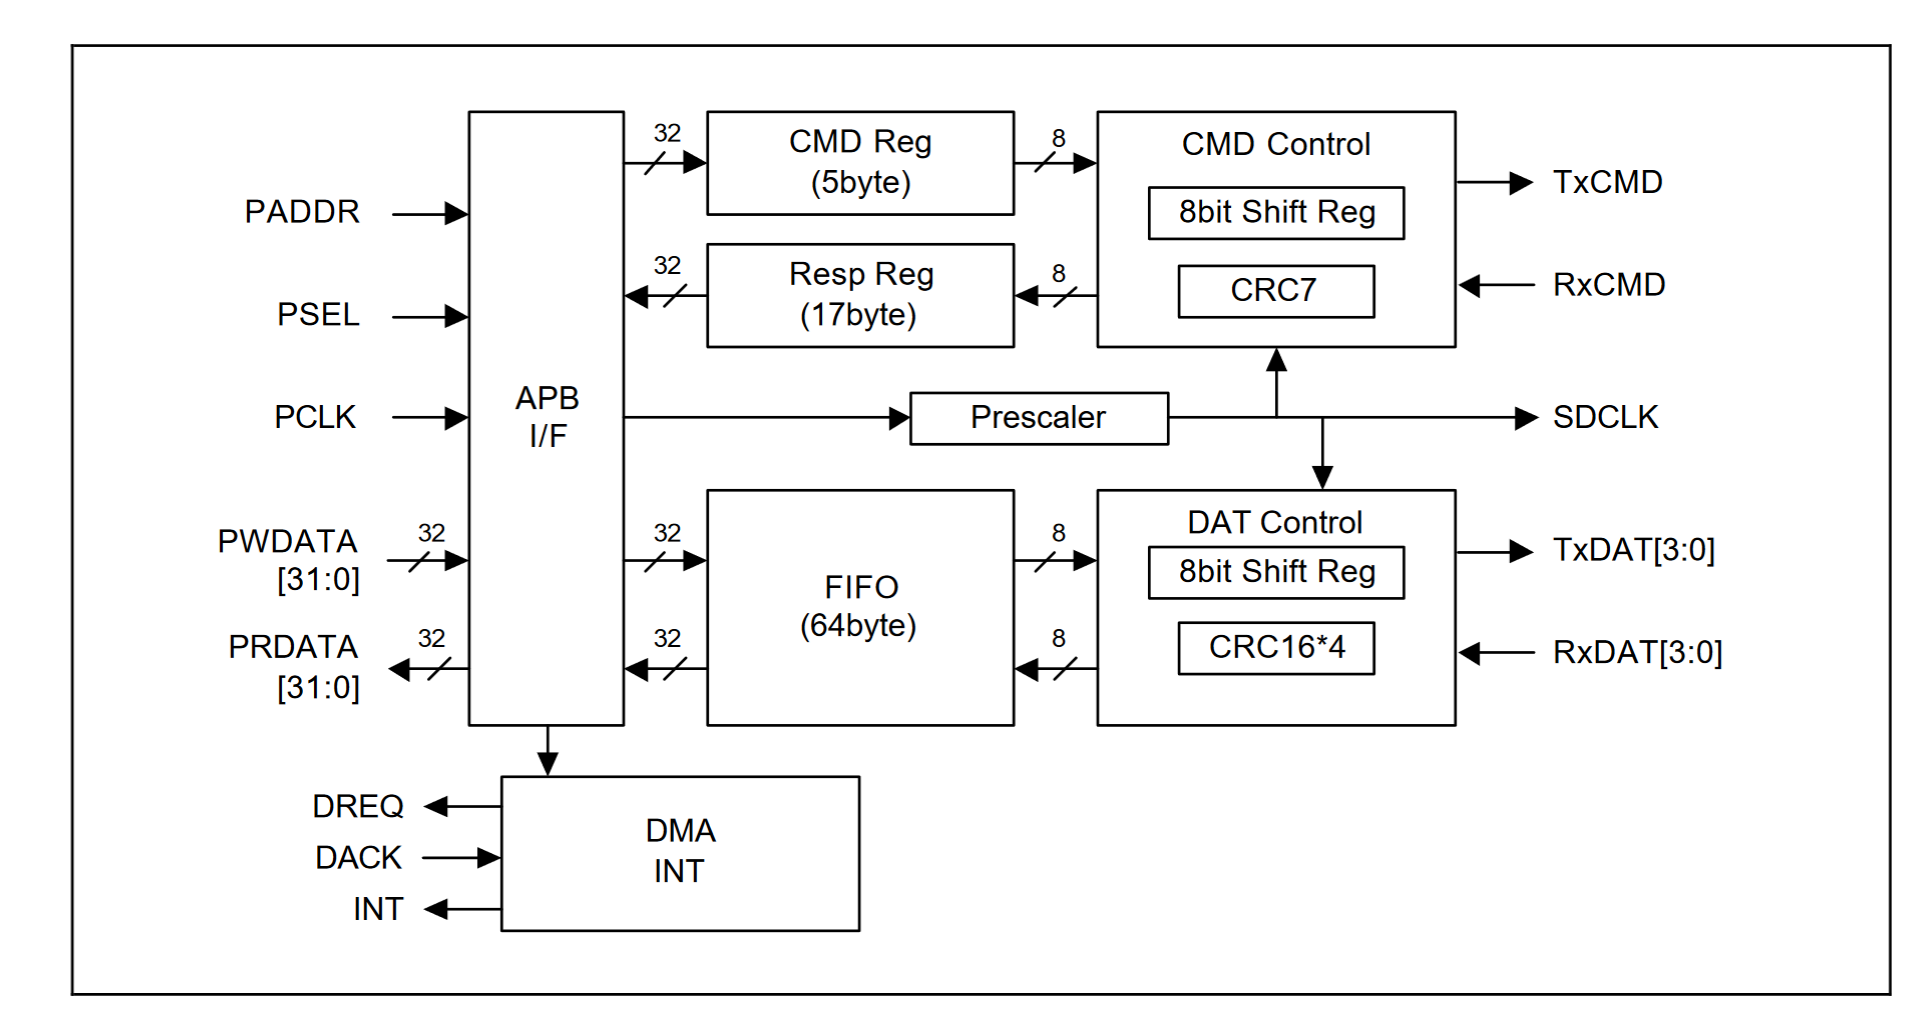 32
CMD Reg
(5byte)
8
CMD Control
8bit Shift Reg
CRC7
TxCMD
RxCMD
PADDR
PSEL
PCLK
32
Resp Reg
(17byte)
8
APB
I/F
Prescaler
SDCLK
PWDATA
[31:0]
32
PRDATA
[31:0]
32
32
32
FIFO
(64byte)
8
8
DAT Control
8bit Shift Reg
CRC16*4
TxDAT[3:0]
RxDAT[3:0]
DREQ
DACK
INT
DMA
INT